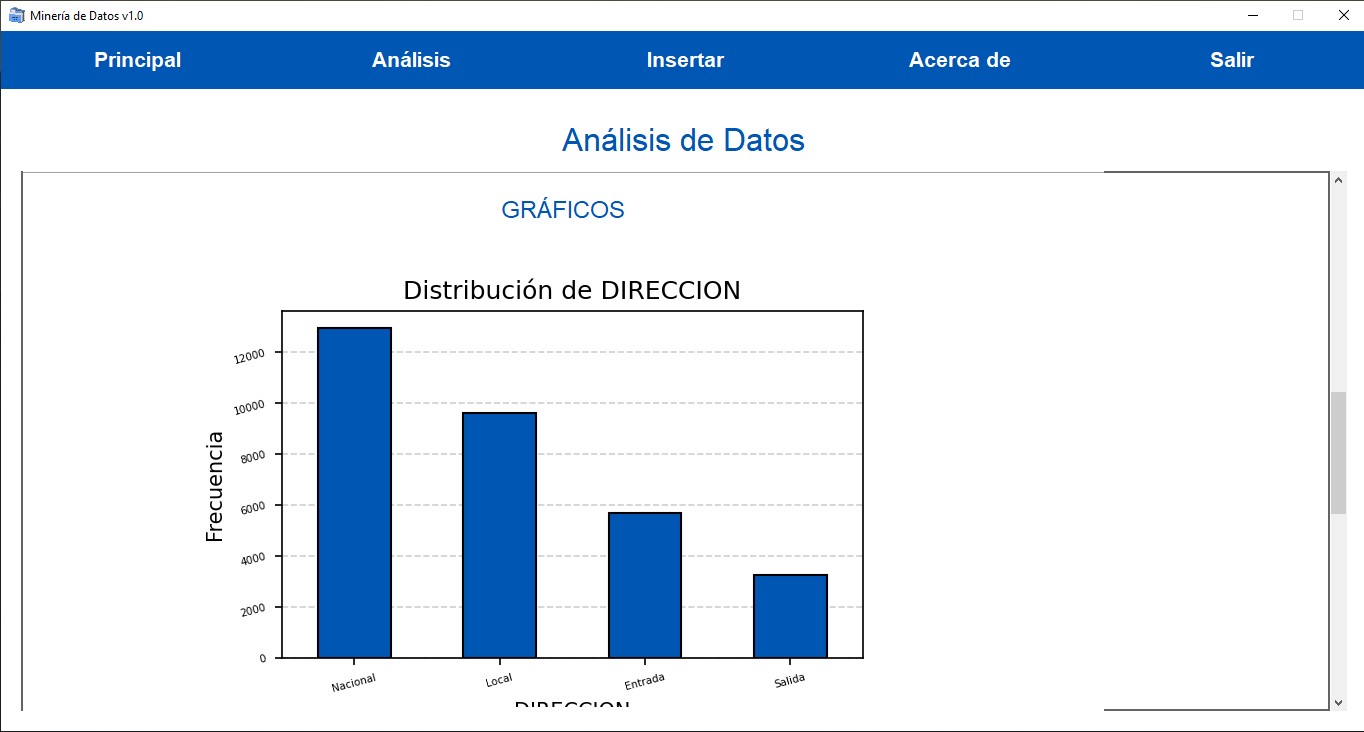 Minería de Datos v1.0
Principal Análisis Insertar Acerca de Salir
Análisis de Datos
GRÁFICOS
Distribución de DIRECCION
12000
10000
8000
6000
4000
2000
0
Frecuencia
Nacional Local Entrada Salida
DIRECCION